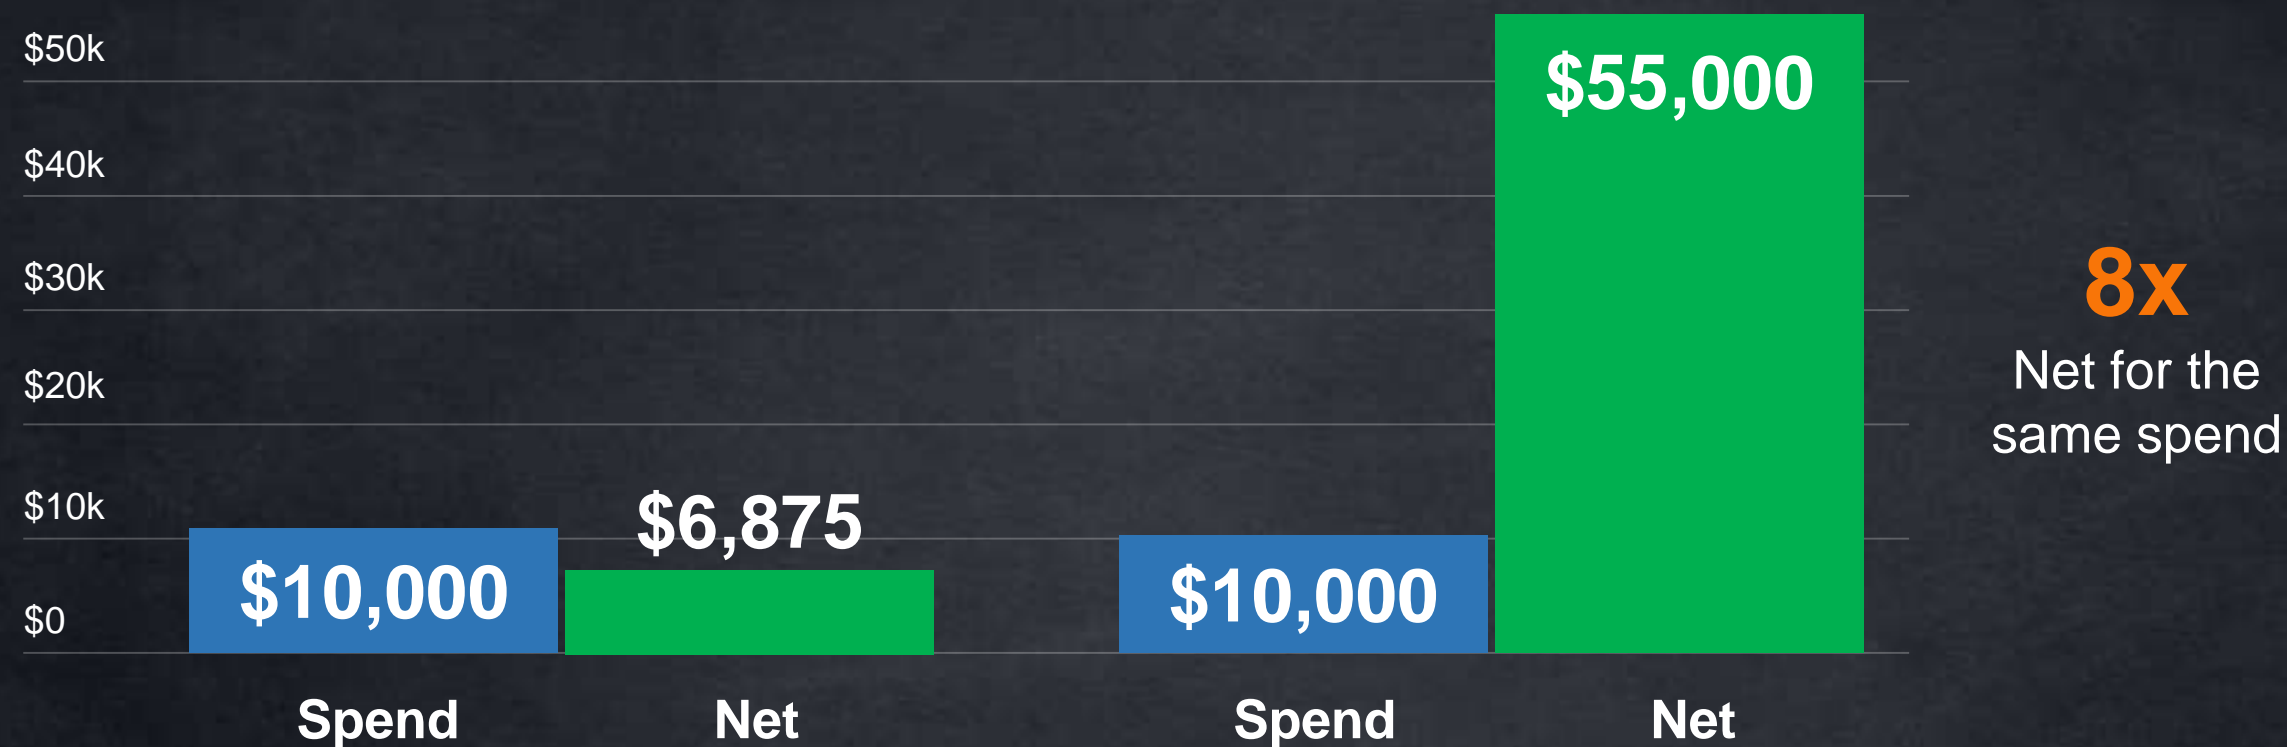 $50k
$55,000
$40k
$30k
8x
Net for the
same spend
$20k
$10k
$6,875
$10,000
$10,000
$0
Spend
Net
Spend
Net